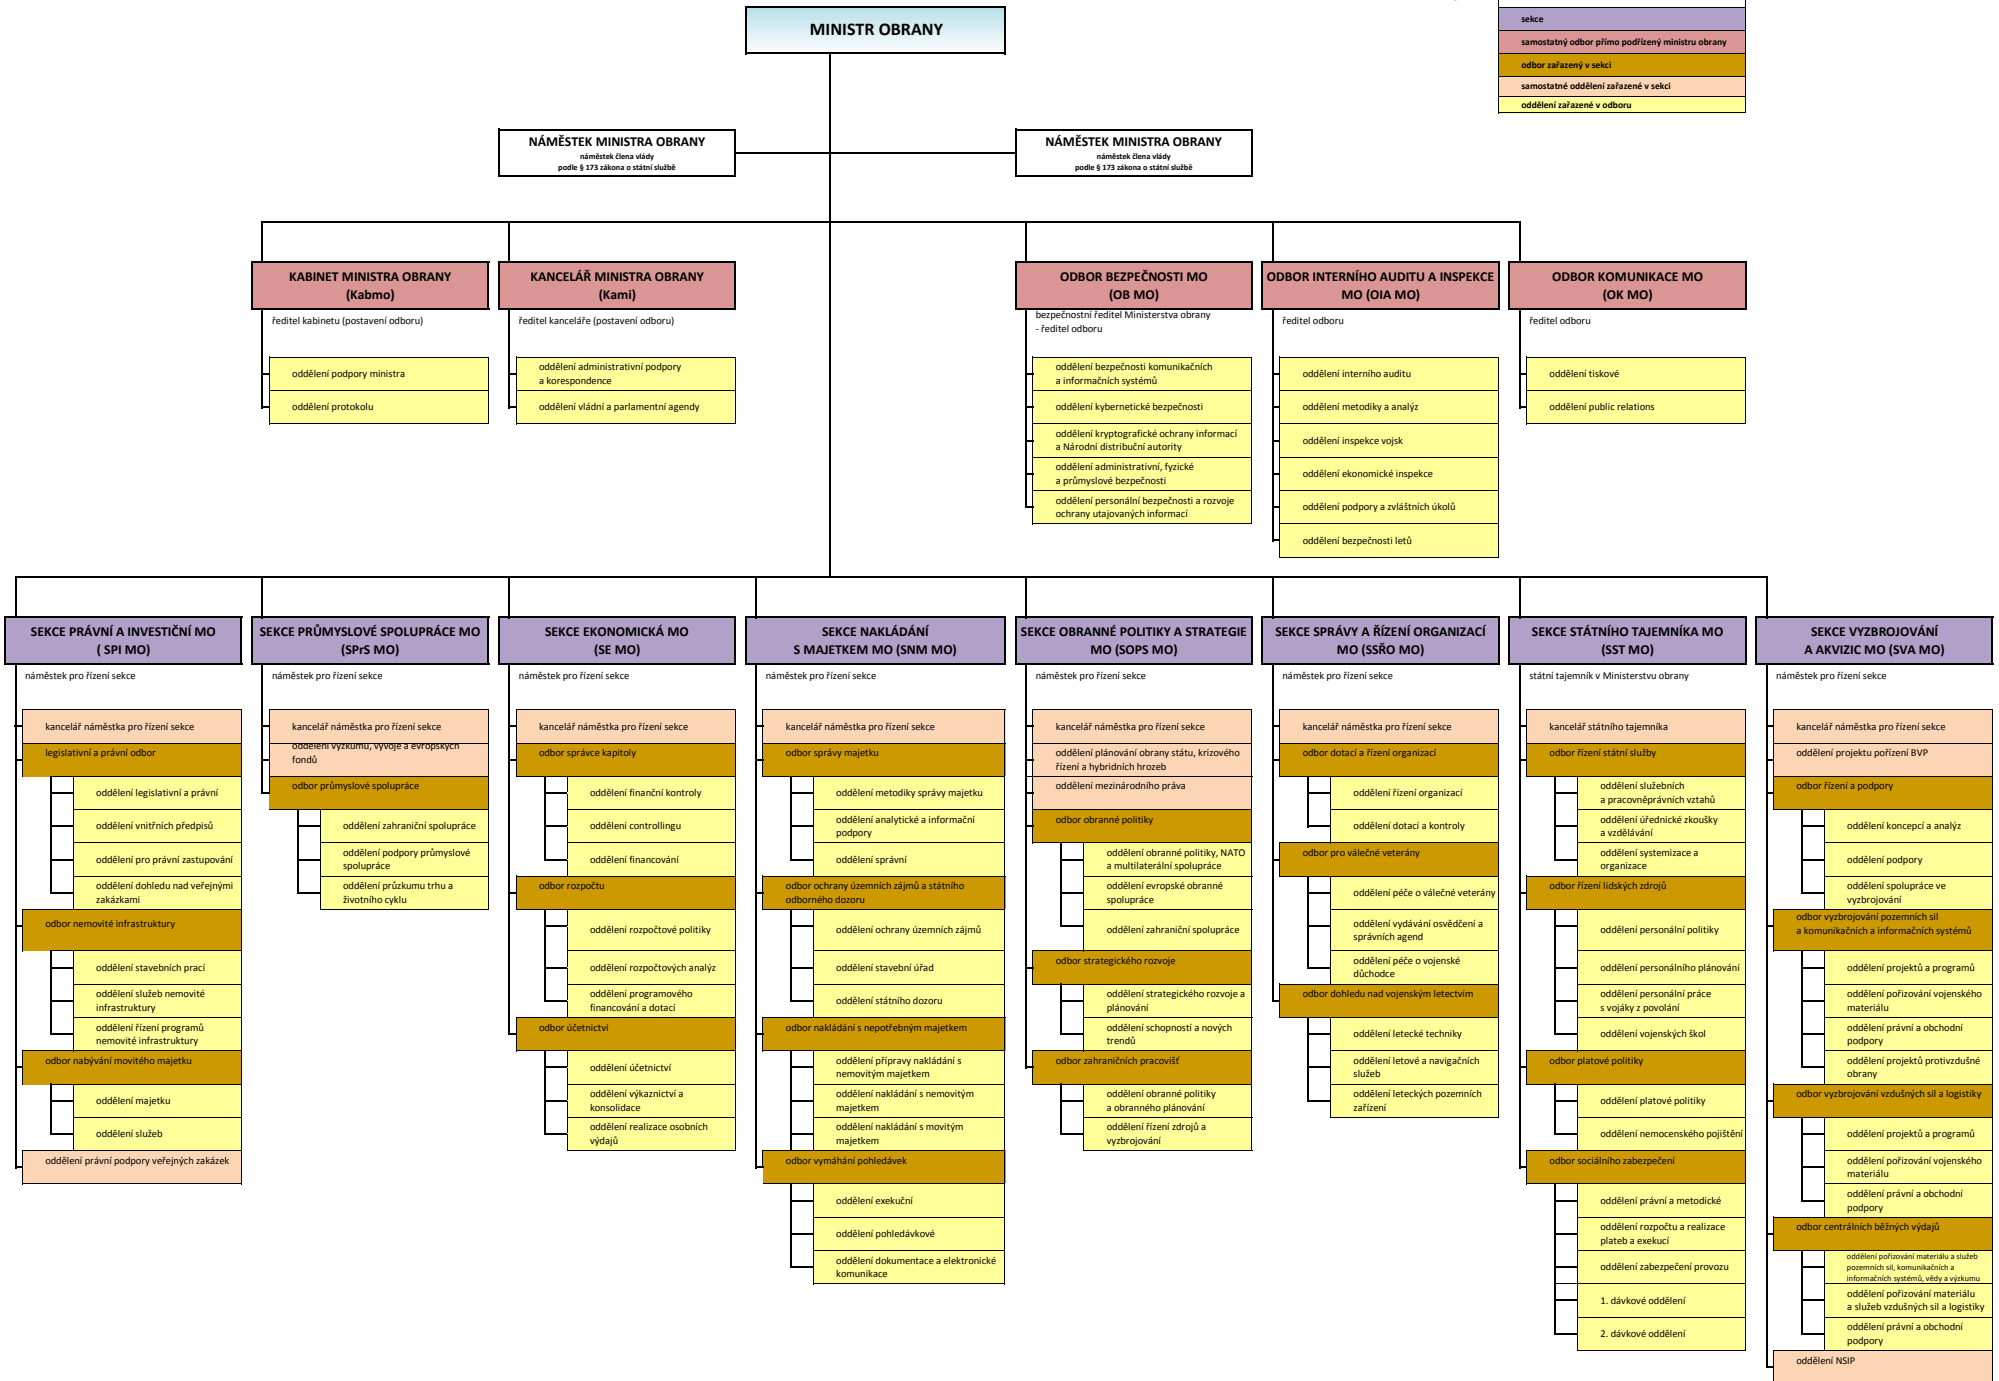 MINISTR OBRANY
sekce
samostatný odbor přímo podřízený ministru obrany
odbor zařazený v sekci
samostatné oddělení zařazené v sekci
oddělení zařazené v odboru
NÁMĚSTEK MINISTRA OBRANY
náměstek člena vlády
podle § 173 zákona o státní službě
NÁMĚSTEK MINISTRA OBRANY
náměstek člena vlády
podle § 173 zákona o státní službě
KABINET MINISTRA OBRANY
(Kabmo)
ředitel kabinetu (postavení odboru)
oddělení podpory ministra
oddělení protokolu
KANCELÁŘ MINISTRA OBRANY
(Kami)
ředitel kanceláře (postavení odboru)
oddělení administrativní podpory
a korespondence
oddělení vládní a parlamentní agendy
ODBOR BEZPEČNOSTI MO
(OB MO)
bezpečnostní ředitel Ministerstva obrany
- ředitel odboru
oddělení bezpečnosti komunikačních
a informačních systémů
oddělení kybernetické bezpečnosti
oddělení kryptografické ochrany informací
a Národní distribuční autority
oddělení administrativní, fyzické
a průmyslové bezpečnosti
oddělení personální bezpečnosti a rozvoje
ochrany utajovaných informací
ODBOR INTERNÍHO AUDITU A INSPEKCE
MO (OIA MO)
ředitel odboru
oddělení interního auditu
oddělení metodiky a analýz
oddělení inspekce vojsk
oddělení ekonomické inspekce
oddělení podpory a zvláštních úkolů
oddělení bezpečnosti letů
ODBOR KOMUNIKACE MO
(OK MO)
ředitel odboru
oddělení tiskové
oddělení public relations
SEKCE PRÁVNÍ A INVESTIČNÍ MO
( SPI MO)
náměstek pro řízení sekce
kancelář náměstka pro řízení sekce
legislativní a právní odbor
oddělení legislativní a právní
oddělení vnitřních předpisů
oddělení pro právní zastupování
oddělení dohledu nad veřejnými
zakázkami
odbor nemovité infrastruktury
oddělení stavebních prací
oddělení služeb nemovité
infrastruktury
oddělení řízení programů
nemovité infrastruktury
odbor nabývání movitého majetku
oddělení majetku
oddělení služeb
oddělení právní podpory veřejných zakázek
SEKCE PRŮMYSLOVÉ SPOLUPRÁCE MO
(SPrS MO)
náměstek pro řízení sekce
kancelář náměstka pro řízení sekce
oddělení výzkumu, vývoje a evropských
fondů
odbor průmyslové spolupráce
oddělení zahraniční spolupráce
oddělení podpory průmyslové
spolupráce
oddělení průzkumu trhu a
životního cyklu
SEKCE EKONOMICKÁ MO
(SE MO)
náměstek pro řízení sekce
kancelář náměstka pro řízení sekce
odbor správce kapitoly
oddělení finanční kontroly
oddělení controllingu
oddělení financování
odbor rozpočtu
oddělení rozpočtové politiky
oddělení rozpočtových analýz
oddělení programového
financování a dotací
odbor účetnictví
oddělení účetnictví
oddělení výkaznictví a
konsolidace
oddělení realizace osobních
výdajů
SEKCE NAKLÁDÁNÍ
S MAJETKEM MO (SNM MO)
náměstek pro řízení sekce
kancelář náměstka pro řízení sekce
odbor správy majetku
oddělení metodiky správy majetku
oddělení analytické a informační
podpory
oddělení správní
odbor ochrany územních zájmů a státního
odborného dozoru
oddělení ochrany územních zájmů
oddělení stavební úřad
oddělení státního dozoru
odbor nakládání s nepotřebným majetkem
oddělení přípravy nakládání s
nemovitým majetkem
oddělení nakládání s nemovitým
majetkem
oddělení nakládání s movitým
majetkem
odbor vymáhání pohledávek
oddělení exekuční
oddělení pohledávkové
oddělení dokumentace a elektronické
komunikace
SEKCE OBRANNÉ POLITIKY A STRATEGIE
MO (SOPS MO)
náměstek pro řízení sekce
kancelář náměstka pro řízení sekce
oddělení plánování obrany státu, krizového
řízení a hybridních hrozeb
oddělení mezinárodního práva
odbor obranné politiky
oddělení obranné politiky, NATO
a multilaterální spolupráce
oddělení evropské obranné
spolupráce
oddělení zahraniční spolupráce
odbor strategického rozvoje
oddělení strategického rozvoje a
plánování
oddělení schopností a nových
trendů
odbor zahraničních pracovišť
oddělení obranné politiky
a obranného plánování
oddělení řízení zdrojů a
vyzbrojování
SEKCE SPRÁVY A ŘÍZENÍ ORGANIZACÍ
MO (SSŘO MO)
náměstek pro řízení sekce
kancelář náměstka pro řízení sekce
odbor dotací a řízení organizací
oddělení řízení organizací
oddělení dotací a kontroly
odbor pro válečné veterány
oddělení péče o válečné veterány
oddělení vydávání osvědčení a
správních agend
oddělení péče o vojenské
důchodce
odbor dohledu nad vojenským letectvím
oddělení letecké techniky
oddělení letové a navigačních
služeb
oddělení leteckých pozemních
zařízení
SEKCE STÁTNÍHO TAJEMNÍKA MO
(SST MO)
státní tajemník v Ministerstvu obrany
kancelář státního tajemníka
odbor řízení státní služby
oddělení služebních
a pracovněprávních vztahů
oddělení úřednické zkoušky
a vzdělávání
oddělení systemizace a
organizace
odbor řízení lidských zdrojů
oddělení personální politiky
oddělení personálního plánování
oddělení personální práce
s vojáky z povolání
oddělení vojenských škol
odbor platové politiky
oddělení platové politiky
oddělení nemocenského pojištění
odbor sociálního zabezpečení
oddělení právní a metodické
oddělení rozpočtu a realizace
plateb a exekucí
oddělení zabezpečení provozu
1. dávkové oddělení
2. dávkové oddělení
SEKCE VYZBROJOVÁNÍ
A AKVIZIC MO (SVA MO)
náměstek pro řízení sekce
kancelář náměstka pro řízení sekce
oddělení projektu pořízení BVP
odbor řízení a podpory
oddělení koncepcí a analýz
oddělení podpory
oddělení spolupráce ve
vyzbrojování
odbor vyzbrojování pozemních sil
a komunikačních a informačních systémů
oddělení projektů a programů
oddělení pořizování vojenského
materiálu
oddělení právní a obchodní
podpory
oddělení projektů protivzdušné
obrany
odbor vyzbrojování vzdušných sil a logistiky
oddělení projektů a programů
oddělení pořizování vojenského
materiálu
oddělení právní a obchodní
podpory
odbor centrálních běžných výdajů
oddělení pořizování materiálu a služeb
pozemních sil, komunikačních a
informačních systémů, vědy a výzkumu
oddělení pořizování materiálu
a služeb vzdušných sil a logistiky
oddělení právní a obchodní
podpory
oddělení NSIP